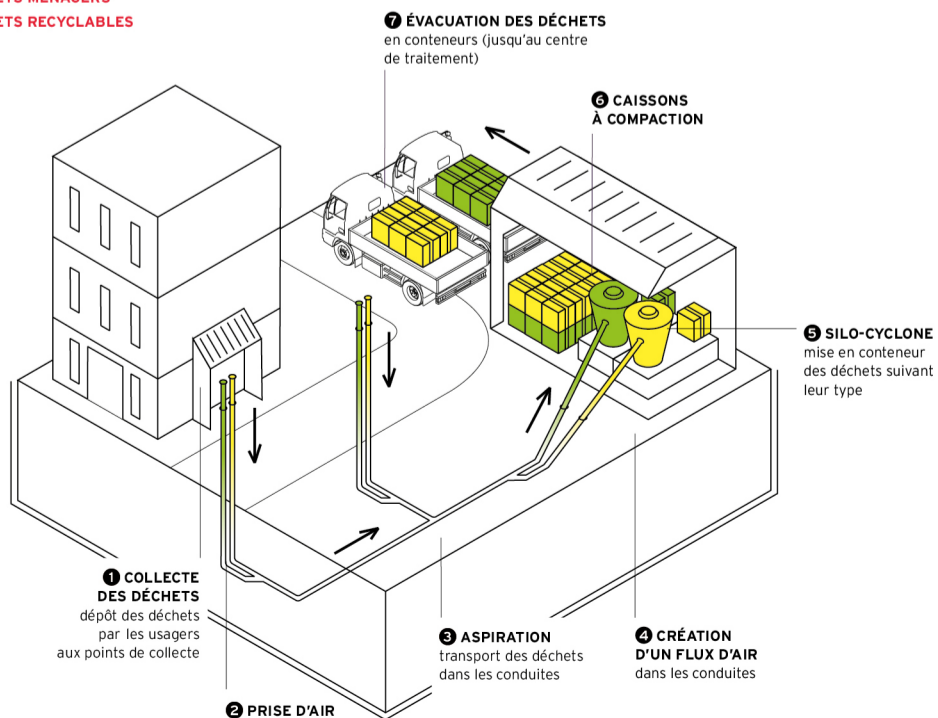 ETS RECYCLABLES
❼ ÉVACUATION DES DÉCHETS
en conteneurs (jusqu'au centre
de traitement)
❻ CAISSONS
À COMPACTION
❺ SILO-CYCLONE
mise en conteneur
des déchets suivant
leur type
❶ COLLECTE
DES DÉCHETS
dépôt des déchets
par les usagers
aux points de collecte
❷ PRISE D'AIR
❸ ASPIRATION
transport des déchets
dans les conduites
❹ CRÉATION
D'UN FLUX D'AIR
dans les conduites